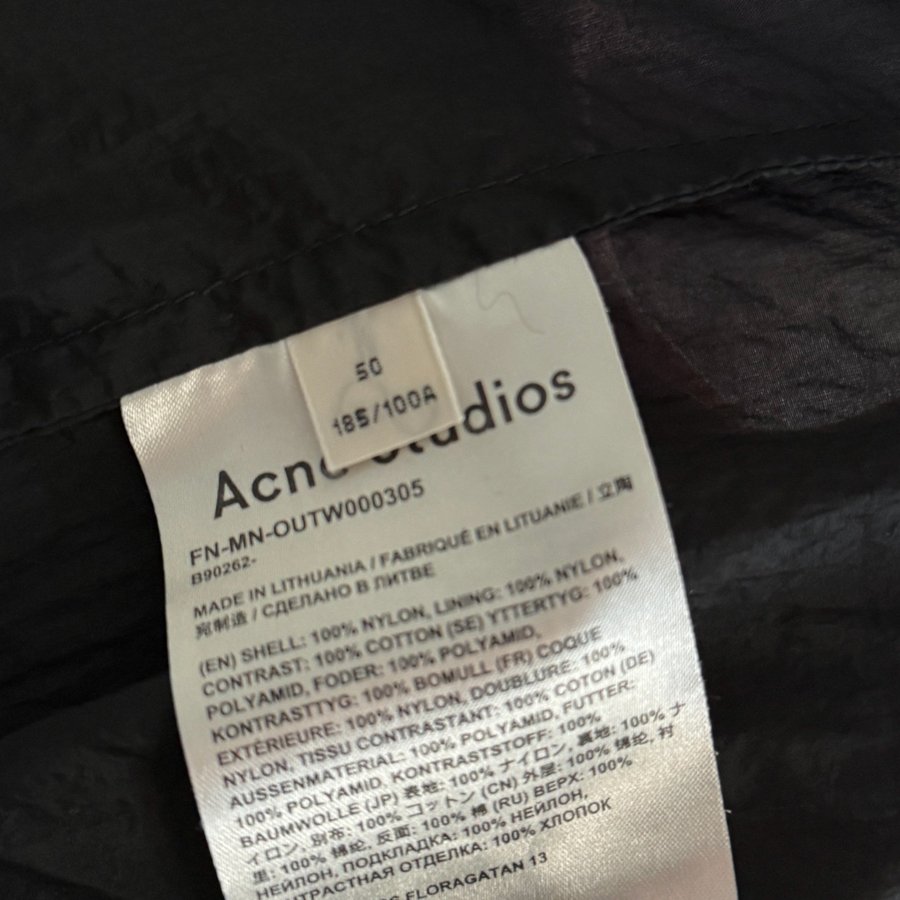 50
185/100A
Acne Studios
FN-MN-OUTW000305
B90262-
MADE IN LITHUANIA / FABRIQUÉ EN LITUANIE / 立陶
宛制造 / СДЕЛАНО В ЛИТВЕ
(EN) SHELL: 100% NYLON, LINING: 100% NYLON,
CONTRAST: 100% COTTON (SE) YTTERTYG: 100%
POLYAMID, FODER: 100% POLYAMID,
KONTRASTTYG: 100% BOMULL (FR) COQUE
EXTÉRIEURE: 100% NYLON, DOUBLURE: 100%
NYLON, TISSU CONTRASTANT: 100% COTON (DE)
AUSSENMATERIAL: 100% POLYAMID, FUTTER:
100% POLYAMID, KONTRASTSTOFF: 100%
BAUMWOLLE (JP) 表地: 100% ナイロン, 裏地: 100% ナ
イロン, 別布: 100% コットン (CN) 外层: 100% 锦纶, 衬
里: 100% 锦纶, 反面: 100% 棉 (RU) ВЕРХ: 100%
НЕЙЛОН, ПОДКЛАДКА: 100% НЕЙЛОН,
НТРАСТНАЯ ОТДЕЛКА: 100% ХЛОПОК
FLORAGATAN 13